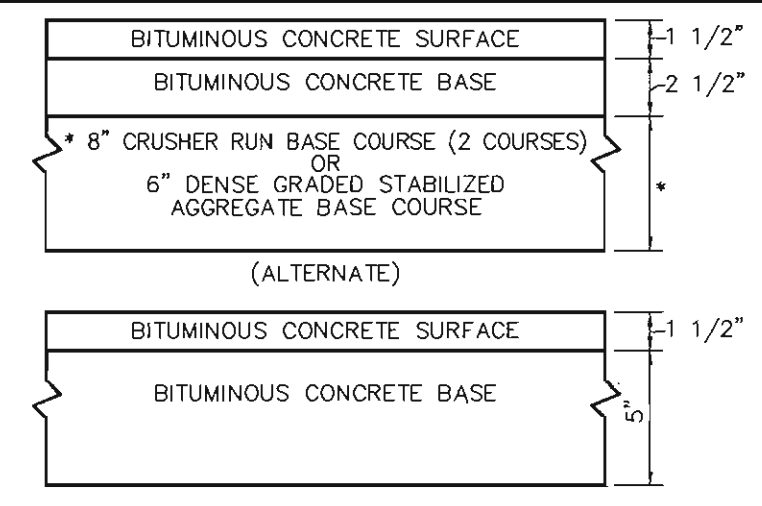 BITUMINOUS CONCRETE SURFACE
1 1/2"
BITUMINOUS CONCRETE BASE
2 1/2"
* 8" CRUSHER RUN BASE COURSE (2 COURSES)
OR
6" DENSE GRADED STABILIZED
AGGREGATE BASE COURSE
*
(ALTERNATE)
BITUMINOUS CONCRETE SURFACE
1 1/2"
BITUMINOUS CONCRETE BASE
5"